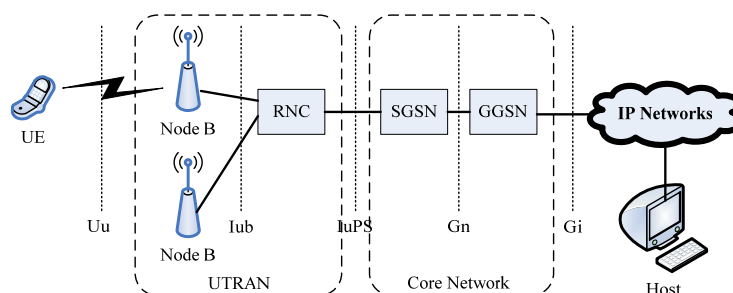 UE
Node B
Node B
RNC
SGSN
GGSN
IP Networks
Uu
Iub
IuPS
Gn
Gi
UTRAN
Core Network
Host